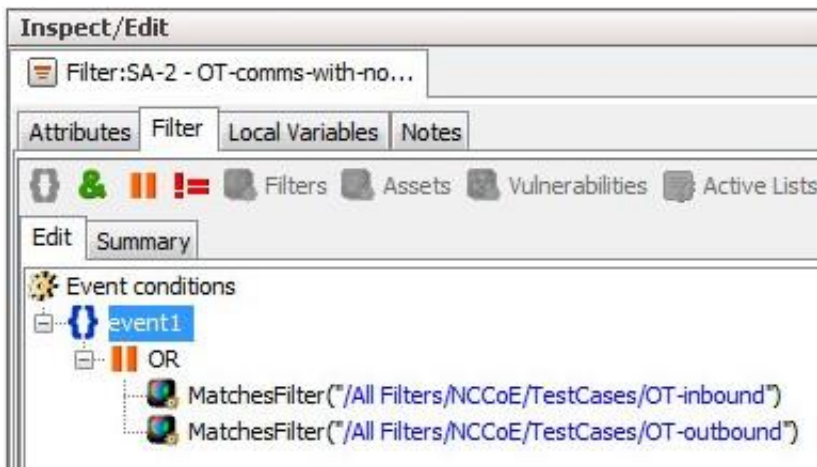 Inspect/Edit
Filter:SA-2 - OT-comms-with-no...
Attributes Filter Local Variables Notes
{} & != Filters Assets Vulnerabilities Active Lists
Edit Summary
Event conditions
{} event1
OR
MatchesFilter("/All Filters/NCCoE/TestCases/OT-inbound")
MatchesFilter("/All Filters/NCCoE/TestCases/OT-outbound")